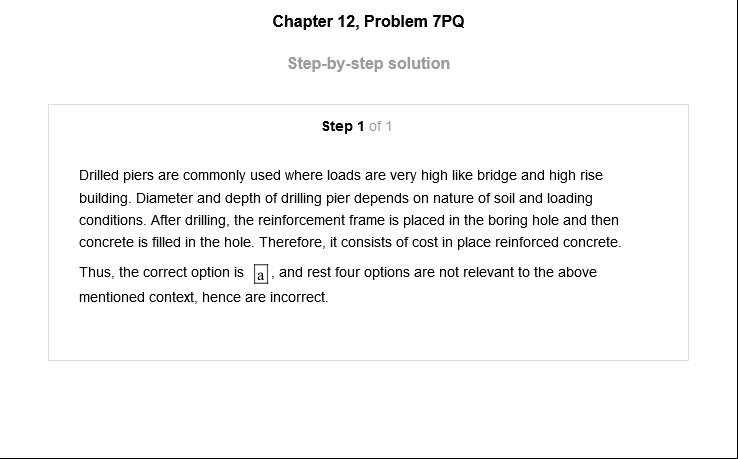 Chapter 12, Problem 7PQ
Step-by-step solution
Step 1 of 1
Drilled piers are commonly used where loads are very high like bridge and high rise
building. Diameter and depth of drilling pier depends on nature of soil and loading
conditions. After drilling, the reinforcement frame is placed in the boring hole and then
concrete is filled in the hole. Therefore, it consists of cost in place reinforced concrete.
Thus, the correct option is a, and rest four options are not relevant to the above
mentioned context, hence are incorrect.